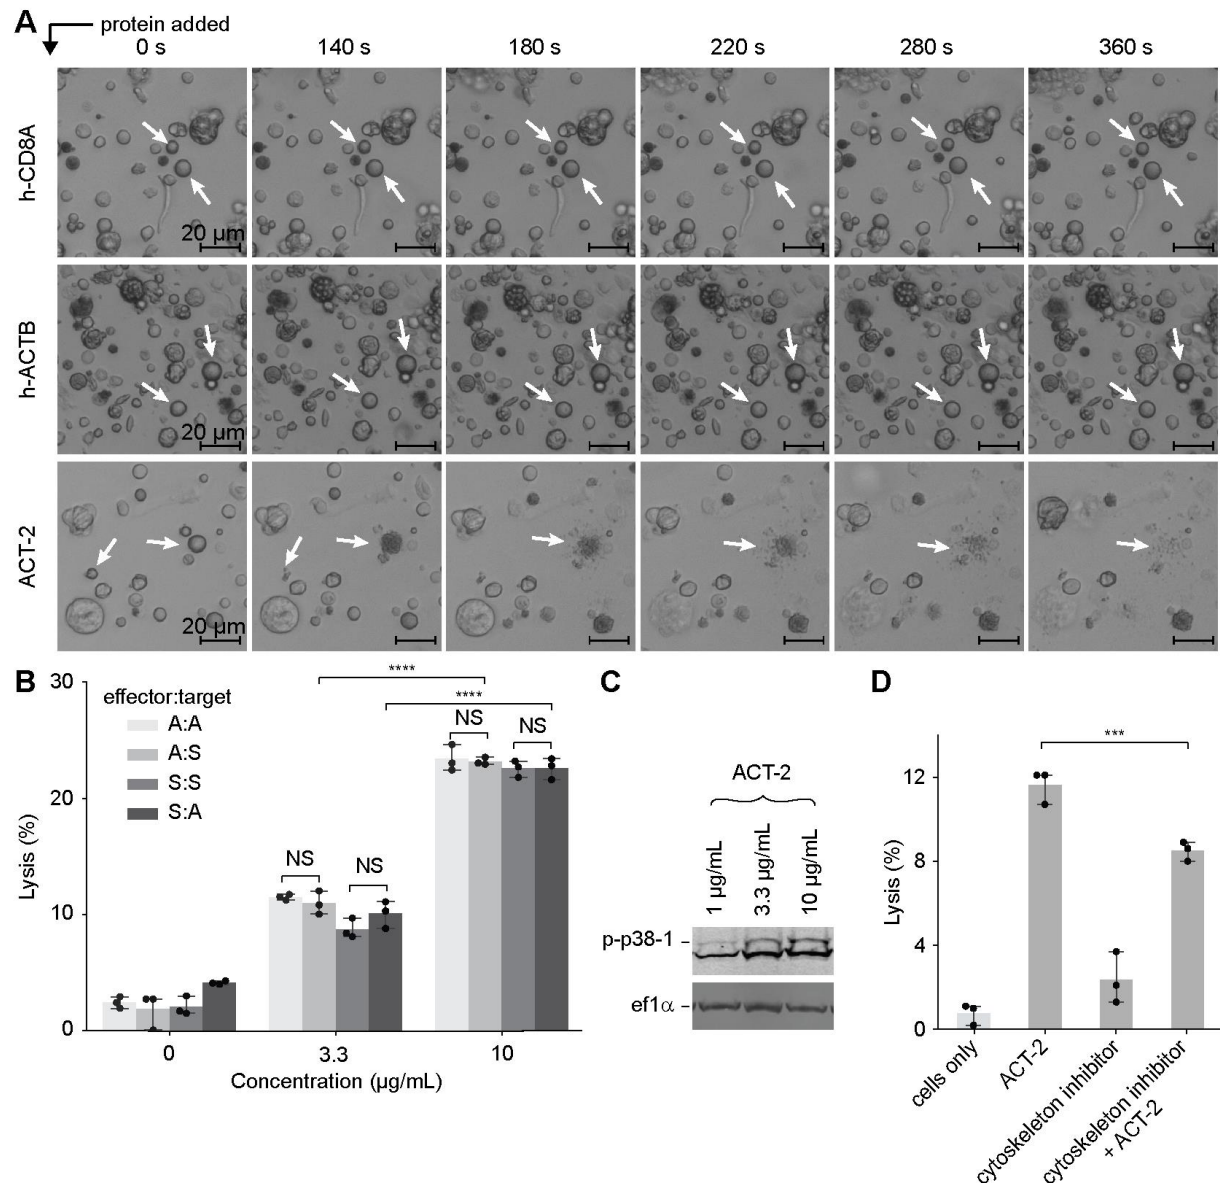 A
protein added
0 s 140 s 180 s 220 s 280 s 360 s
h-CD8A
20 µm
h-ACTB
20 µm
ACT-2
20 µm
B
effector:target
A:A
A:S
S:S
S:A
Lysis (%)
30
20
10
0
NS
NS
NS
NS
****
****
0 3.3 10
Concentration (µg/mL)
C
ACT-2
1 µg/mL
3.3 µg/mL
10 µg/mL
p-p38-1
ef1α
D
Lysis (%)
12
8
4
0
***
cells only
ACT-2
cytoskeleton inhibitor
cytoskeleton inhibitor
+ ACT-2